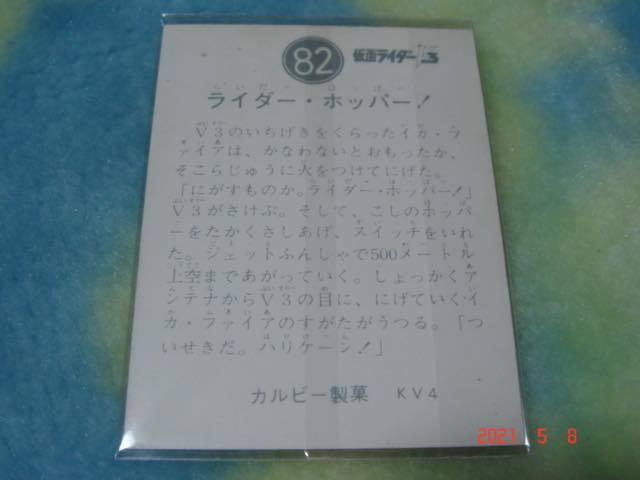 82 仮面ライダーV3
ライダー・ホッパー!
V3のいちげきをくらったイカ・フ
ァイアは、かなわないとおもったか、
そこらじゅうに火をつけてにげた。
「にがすものか。ライダー・ホッパー!」
V3がさけぶ。そして、こしのホッパ
ーをたかくさしあげ、スイッチをいれ
た。ジェットふんしゃで500メートル
上空まであがっていく。しょっかくア
ンテナからV3の目に、にげていくイ
カ・ファイアのすがたがうつる。「つ
いせきだ。ハリケーン!」
カルビー製菓 KV4
2021 5 8